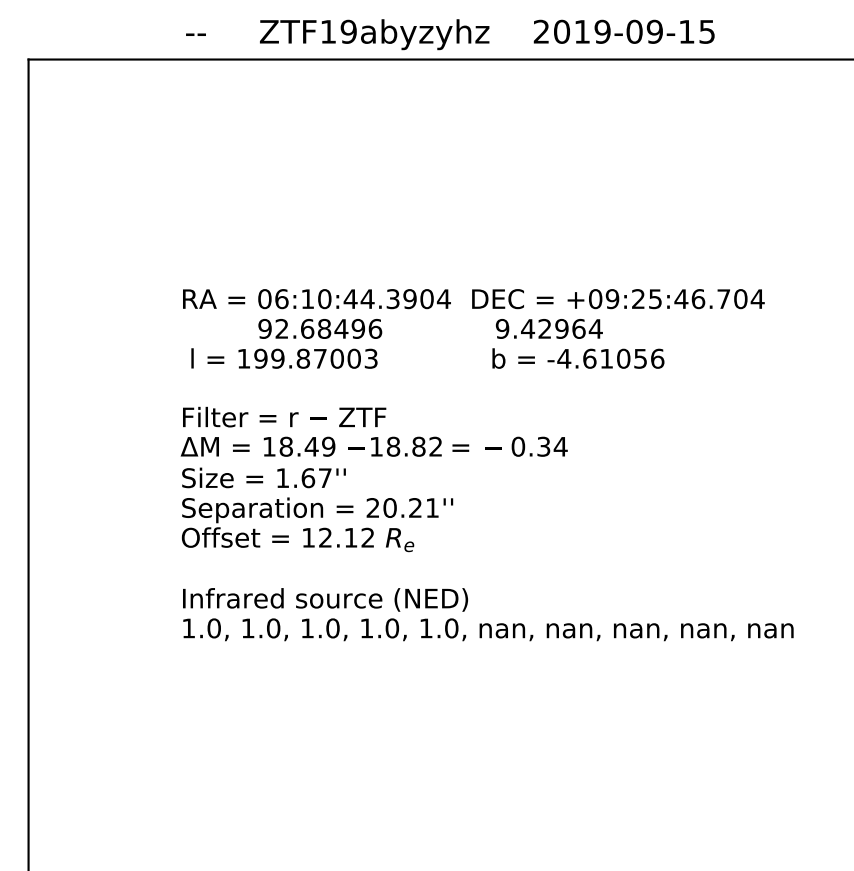 -- ZTF19abyzyhz 2019-09-15
RA = 06:10:44.3904 DEC = +09:25:46.704
92.68496 9.42964
l = 199.87003 b = -4.61056
Filter = r − ZTF
ΔM = 18.49 −18.82 = − 0.34
Size = 1.67''
Separation = 20.21''
Offset = 12.12 Re
Infrared source (NED)
1.0, 1.0, 1.0, 1.0, 1.0, nan, nan, nan, nan, nan